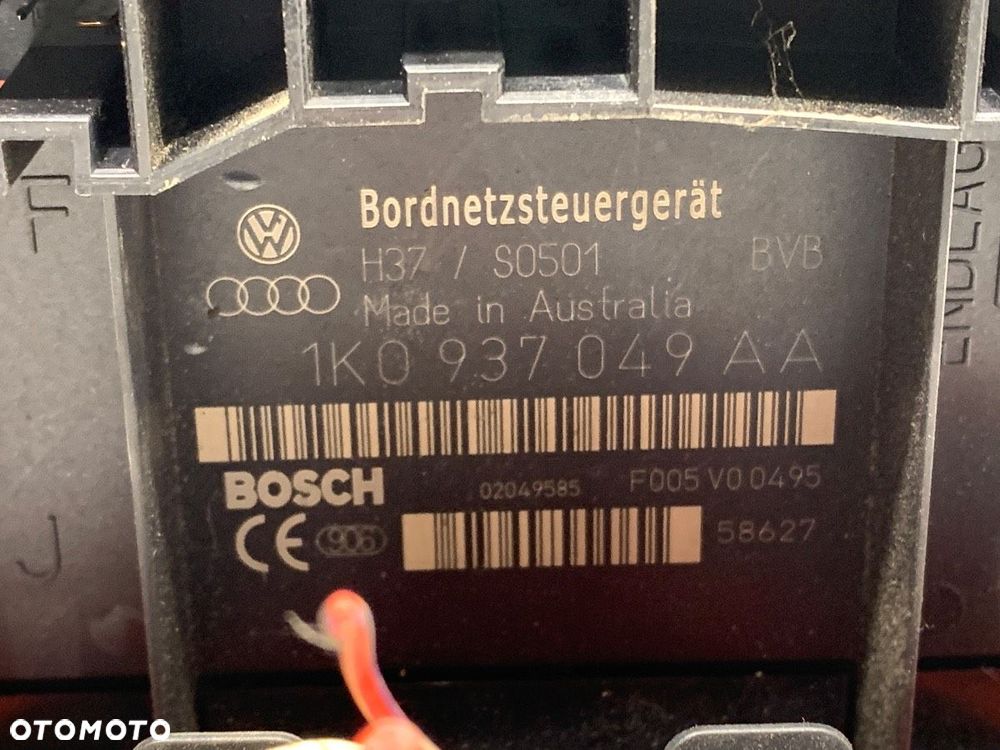 Bordnetzsteuergerät
H37 / S0501 BVB
Made in Australia
1K0 937 049 AA
BOSCH 02049585 F005 V0 0495
CE 906 58627
F
J
OTOMOTO